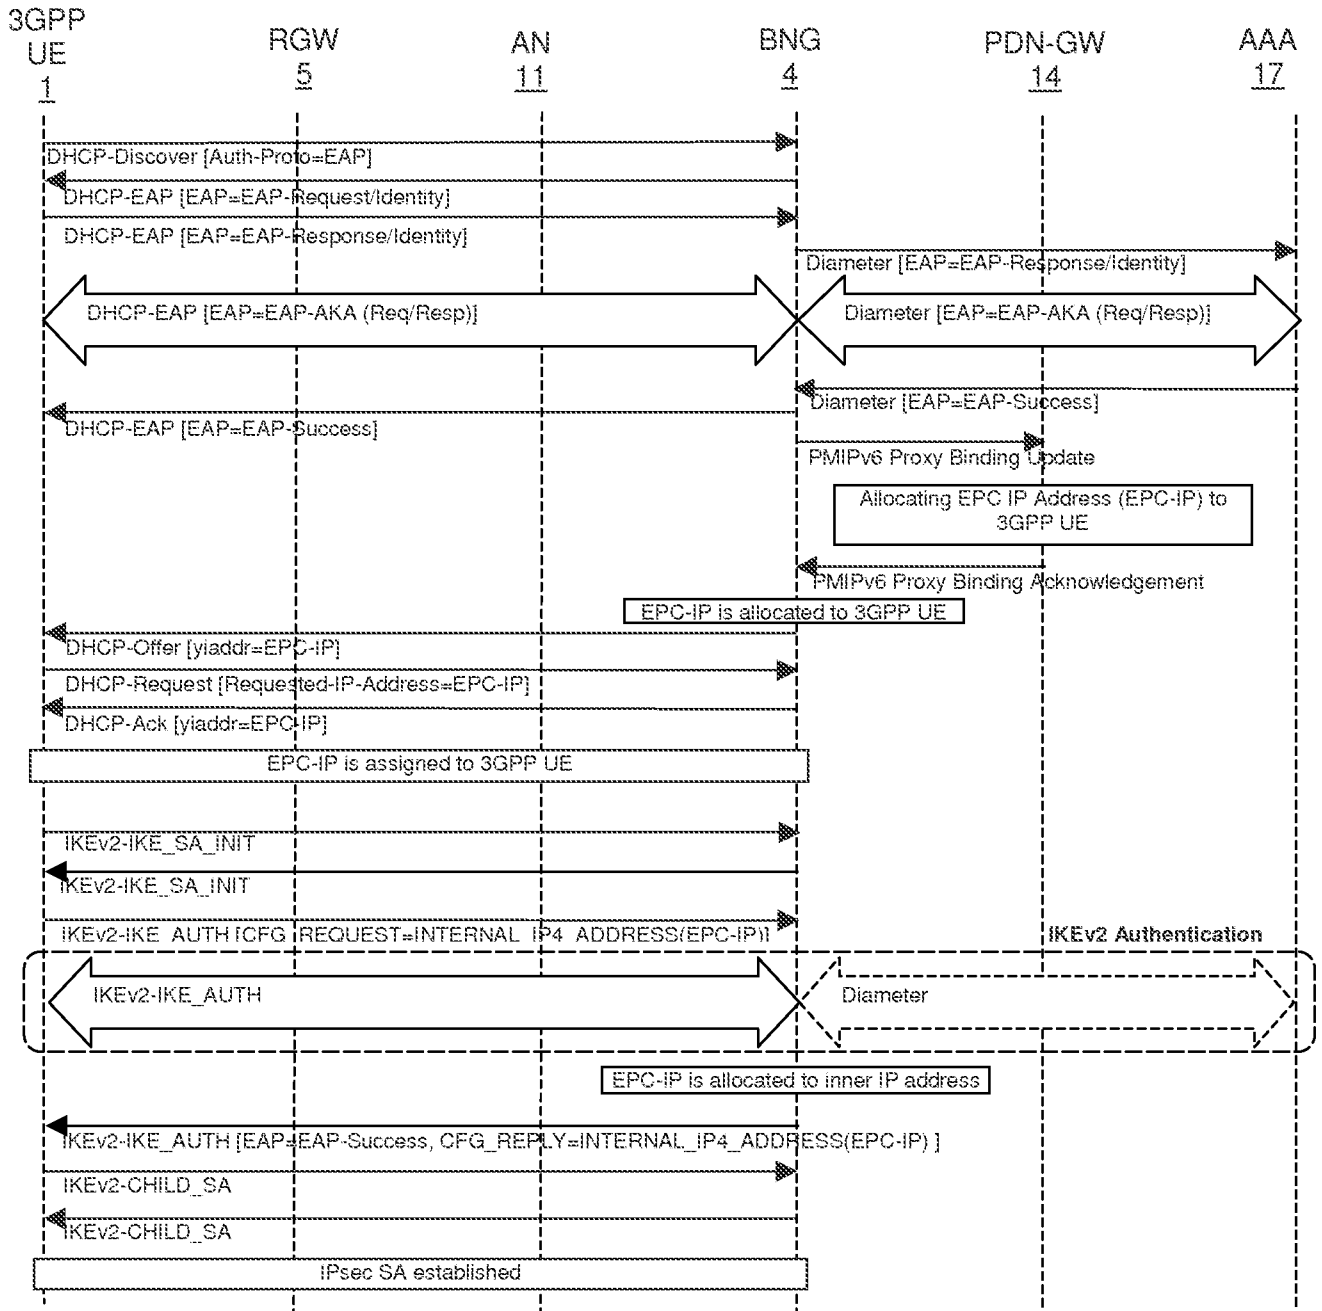 3GPP
UE
1
RGW
5
AN
11
BNG
4
PDN-GW
14
AAA
17
DHCP-Discover [Auth-Proto=EAP]
DHCP-EAP [EAP=EAP-Request/Identity]
DHCP-EAP [EAP=EAP-Response/Identity]
Diameter [EAP=EAP-Response/Identity]
DHCP-EAP [EAP=EAP-AKA (Req/Resp)]
Diameter [EAP=EAP-AKA (Req/Resp)]
Diameter [EAP=EAP-Success]
DHCP-EAP [EAP=EAP-Success]
PMIPv6 Proxy Binding Update
Allocating EPC IP Address (EPC-IP) to
3GPP UE
PMIPv6 Proxy Binding Acknowledgement
EPC-IP is allocated to 3GPP UE
DHCP-Offer [yiaddr=EPC-IP]
DHCP-Request [Requested-IP-Address=EPC-IP]
DHCP-Ack [yiaddr=EPC-IP]
EPC-IP is assigned to 3GPP UE
IKEv2-IKE_SA_INIT
IKEv2-IKE_SA_INIT
IKEv2-IKE_AUTH [CFG_REQUEST=INTERNAL_IP4_ADDRESS(EPC-IP)]
IKEv2 Authentication
IKEv2-IKE_AUTH
Diameter
EPC-IP is allocated to inner IP address
IKEv2-IKE_AUTH [EAP=EAP-Success, CFG_REPLY=INTERNAL_IP4_ADDRESS(EPC-IP) ]
IKEv2-CHILD_SA
IKEv2-CHILD_SA
IPsec SA established